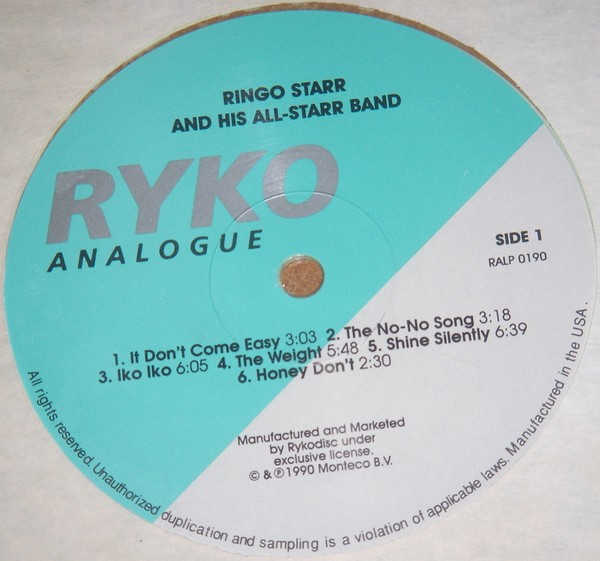 RINGO STARR
AND HIS ALL-STARR BAND
RYKO
ANALOGUE
SIDE 1
RALP 0190
1. It Don't Come Easy 3:03 2. The No-No Song 3:18
3. Iko Iko 6:05 4. The Weight 5:48 5. Shine Silently 6:39
6. Honey Don't 2:30
Manufactured and Marketed
by Rykodisc under
exclusive license.
© & ℗ 1990 Monteco B.V.
All rights reserved. Unauthorized duplication and sampling is a violation of applicable laws. Manufactured in the USA.